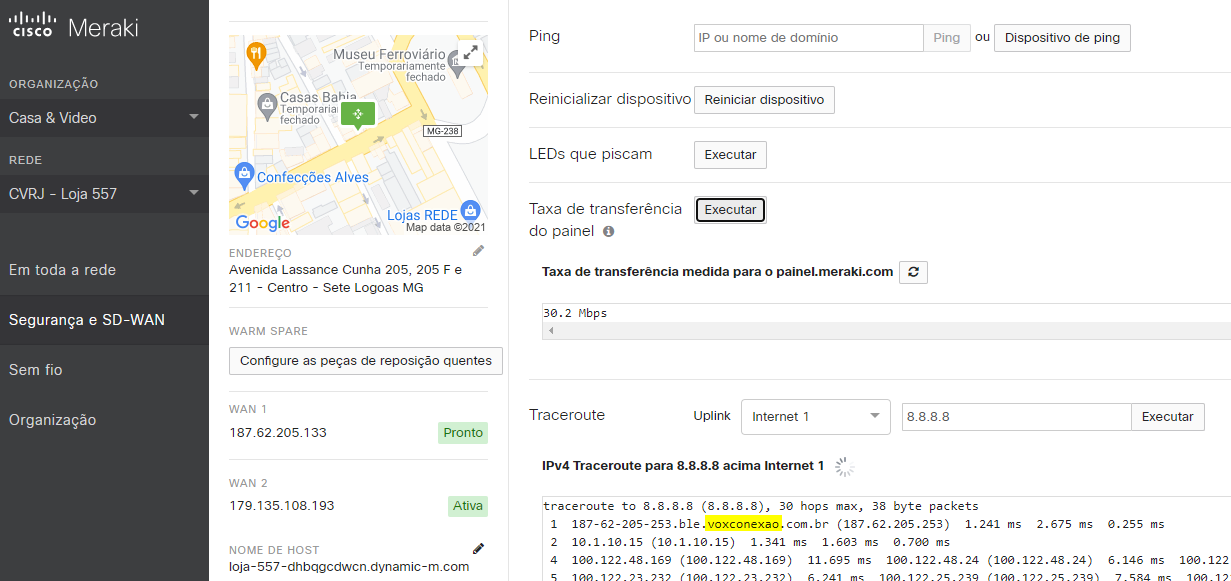 cisco Meraki
ORGANIZAÇÃO
Casa & Video
REDE
CVRJ - Loja 557
Em toda a rede
Segurança e SD-WAN
Sem fio
Organização
Museu Ferroviário
Temporariamente
fechado
Casas Bahia
Temporaria
fechado
MG-238
Confecções Alves
Lojas REDE
Google
Map data ©2021
ENDEREÇO
Avenida Lassance Cunha 205, 205 F e
211 - Centro - Sete Logoas MG
WARM SPARE
Configure as peças de reposição quentes
WAN 1
187.62.205.133
Pronto
WAN 2
179.135.108.193
Ativa
NOME DE HOST
loja-557-dhbqgcdwcn.dynamic-m.com
Ping
IP ou nome de domínio
Ping
ou
Dispositivo de ping
Reinicializar dispositivo
Reiniciar dispositivo
LEDs que piscam
Executar
Taxa de transferência
do painel
Executar
Taxa de transferência medida para o painel.meraki.com
30.2 Mbps
Traceroute
Uplink
Internet 1
8.8.8.8
Executar
IPv4 Traceroute para 8.8.8.8 acima Internet 1
traceroute to 8.8.8.8 (8.8.8.8), 30 hops max, 38 byte packets
1 187-62-205-253.ble.voxconexao.com.br (187.62.205.253) 1.241 ms 2.675 ms 0.255 ms
2 10.1.10.15 (10.1.10.15) 1.341 ms 1.603 ms 0.700 ms
4 100.122.48.169 (100.122.48.169) 11.695 ms 100.122.48.24 (100.122.48.24) 6.146 ms 100.122
5 100.122.23.232 (100.122.23.232) 6.241 ms 100.122.25.239 (100.122.25.239) 7.584 ms 100.12